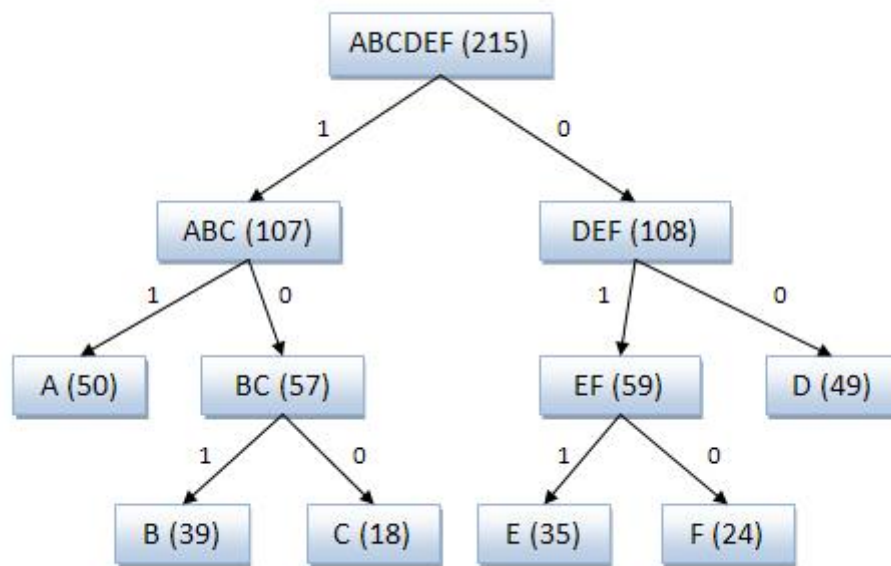 ABCDEF (215)
1 0
ABC (107) DEF (108)
1 0 1 0
A (50) BC (57) EF (59) D (49)
1 0 1 0
B (39) C (18) E (35) F (24)